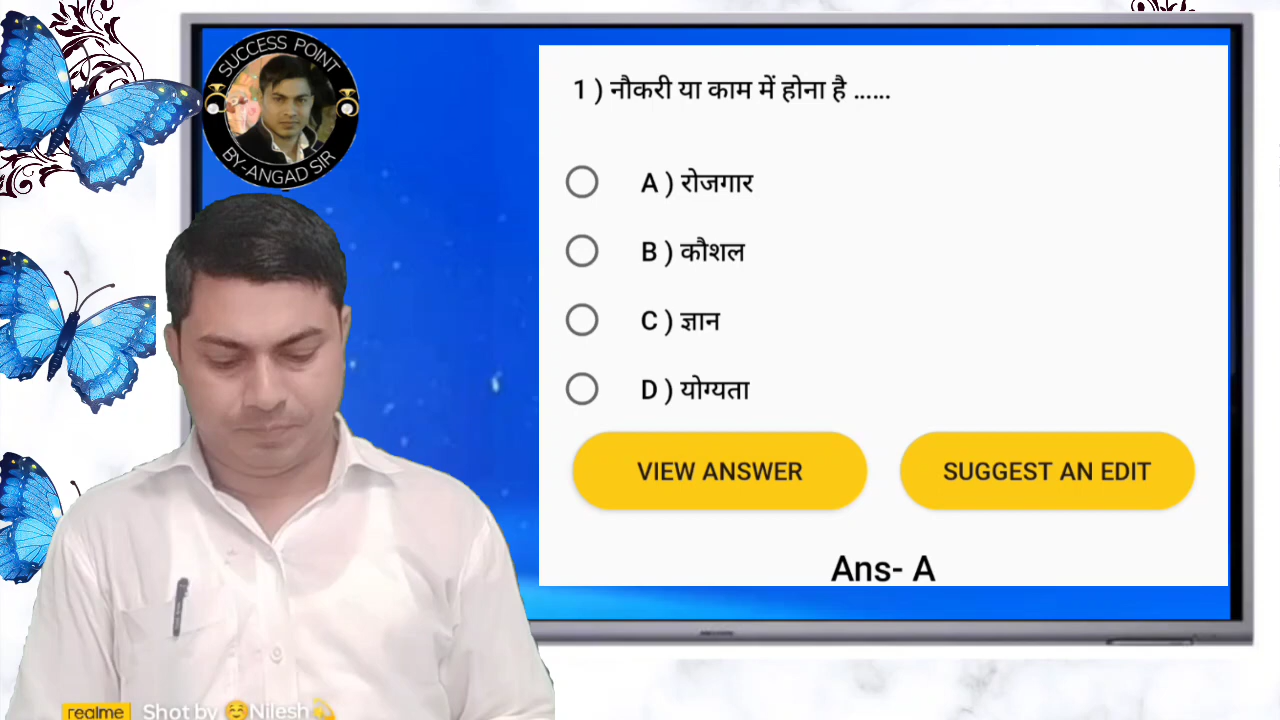 SUCCESS POINT
BY-ANGAD SIR
1 ) नौकरी या काम में होना है ......
A ) रोजगार
B ) कौशल
C ) ज्ञान
D ) योग्यता
VIEW ANSWER
SUGGEST AN EDIT
Ans- A
realme Shot by 😊Nilesh💫